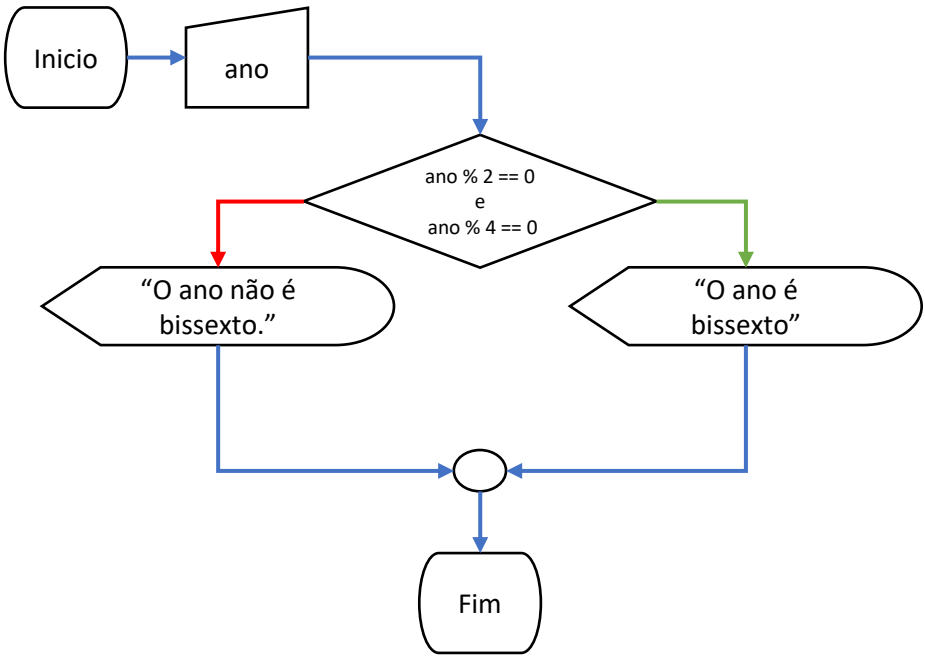 Inicio
ano
ano % 2 == 0
e
ano % 4 == 0
“O ano não é
bissexto.”
“O ano é
bissexto”
Fim